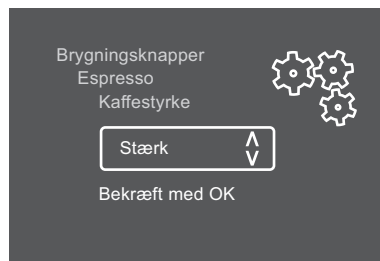 Brygningsknapper
Espresso
Kaffestyrke
Stærk
Bekræft med OK